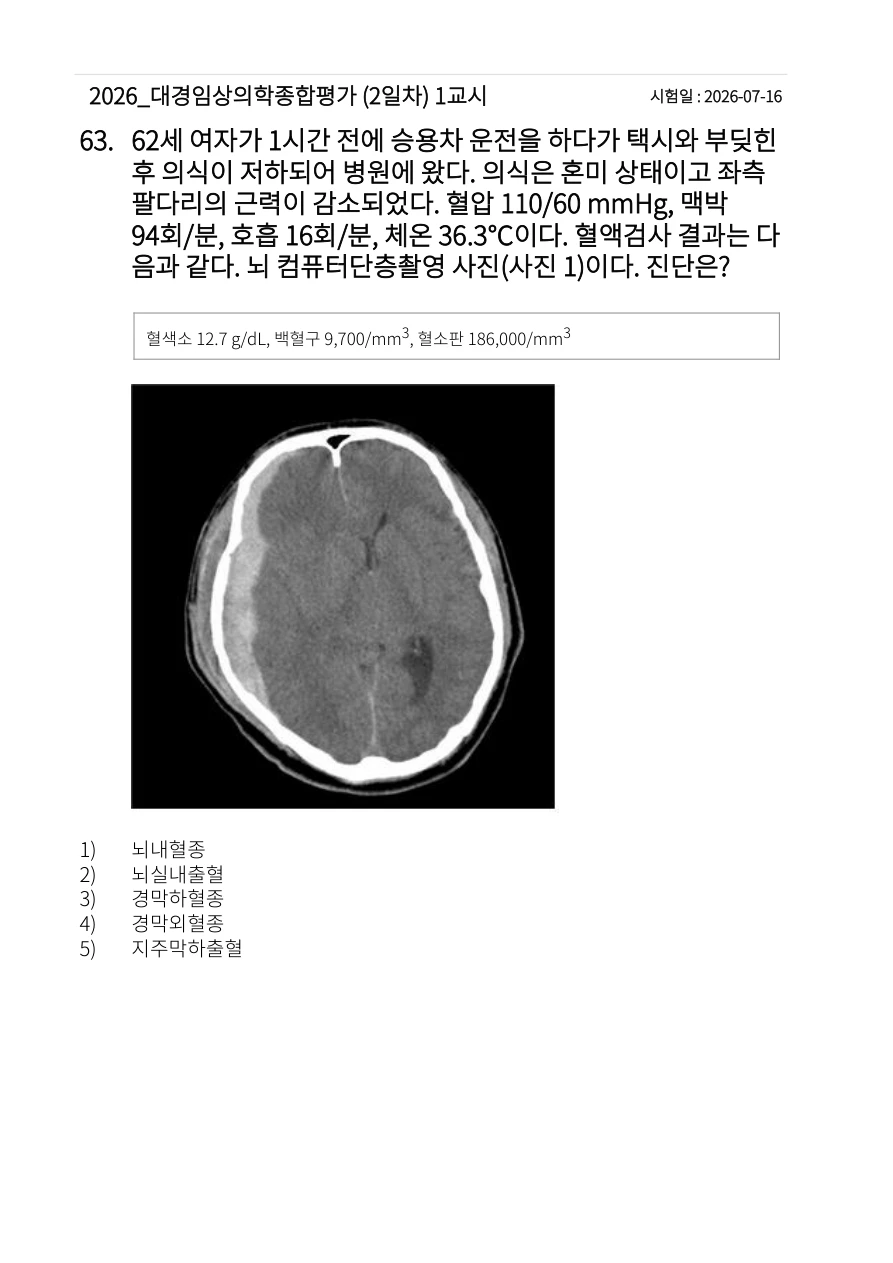 2026_대경임상의학종합평가 (2일차) 1교시
시험일 : 2026-07-16
63. 62세 여자가 1시간 전에 승용차 운전을 하다가 택시와 부딪힌
후 의식이 저하되어 병원에 왔다. 의식은 혼미 상태이고 좌측
팔다리의 근력이 감소되었다. 혈압 110/60 mmHg, 맥박
94회/분, 호흡 16회/분, 체온 36.3°C이다. 혈액검사 결과는 다
음과 같다. 뇌 컴퓨터단층촬영 사진(사진 1)이다. 진단은?
혈색소 12.7 g/dL, 백혈구 9,700/mm³, 혈소판 186,000/mm³
1) 뇌내혈종
2) 뇌실내출혈
3) 경막하혈종
4) 경막외혈종
5) 지주막하출혈